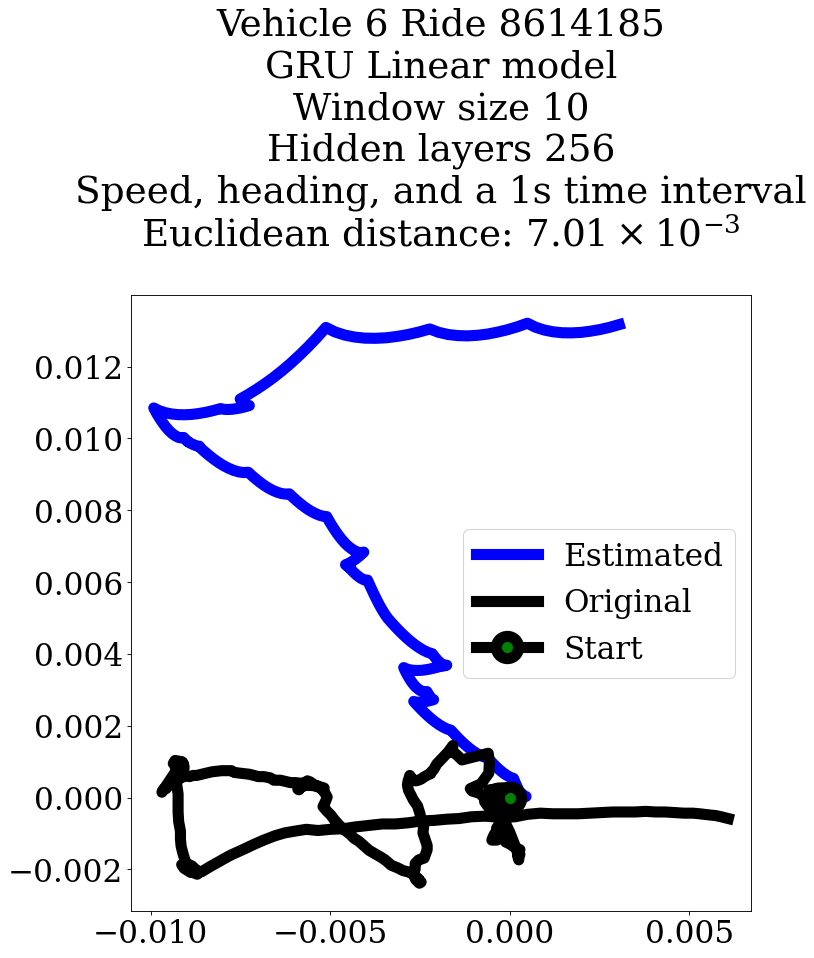 Vehicle 6 Ride 8614185
GRU Linear model
Window size 10
Hidden layers 256
Speed, heading, and a 1s time interval
Euclidean distance: 7.01 × 10⁻³
0.012
0.010
0.008
0.006
0.004
0.002
0.000
−0.002
Estimated
Original
Start
−0.010
−0.005
0.000
0.005